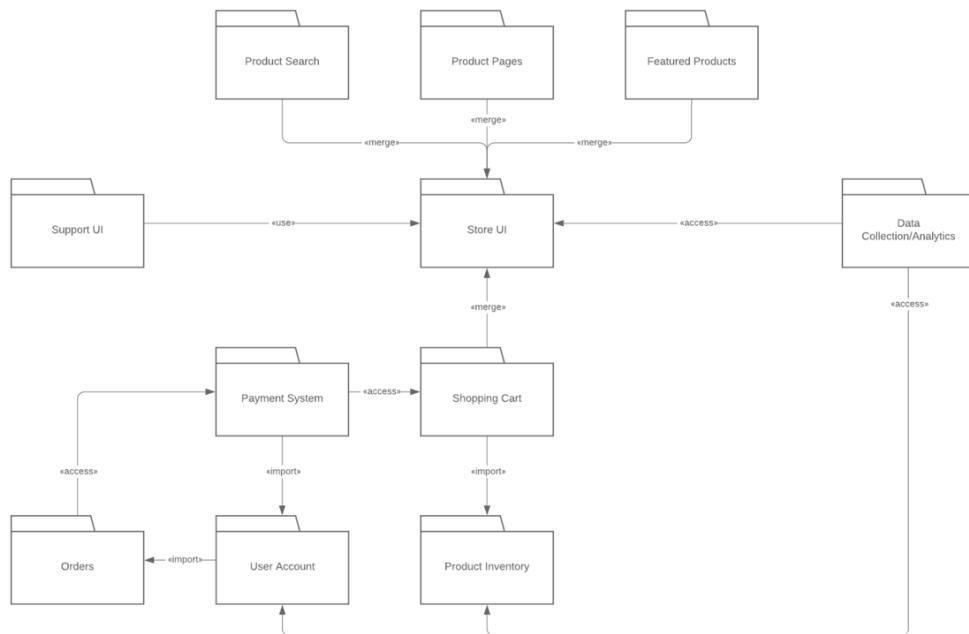 Product Search
Product Pages
Featured Products
«merge»
«merge»
«merge»
Support UI
«use»
Store UI
«access»
Data
Collection/Analytics
«merge»
«access»
Payment System
«access»
Shopping Cart
«access»
«import»
«import»
Orders
«import»
User Account
Product Inventory